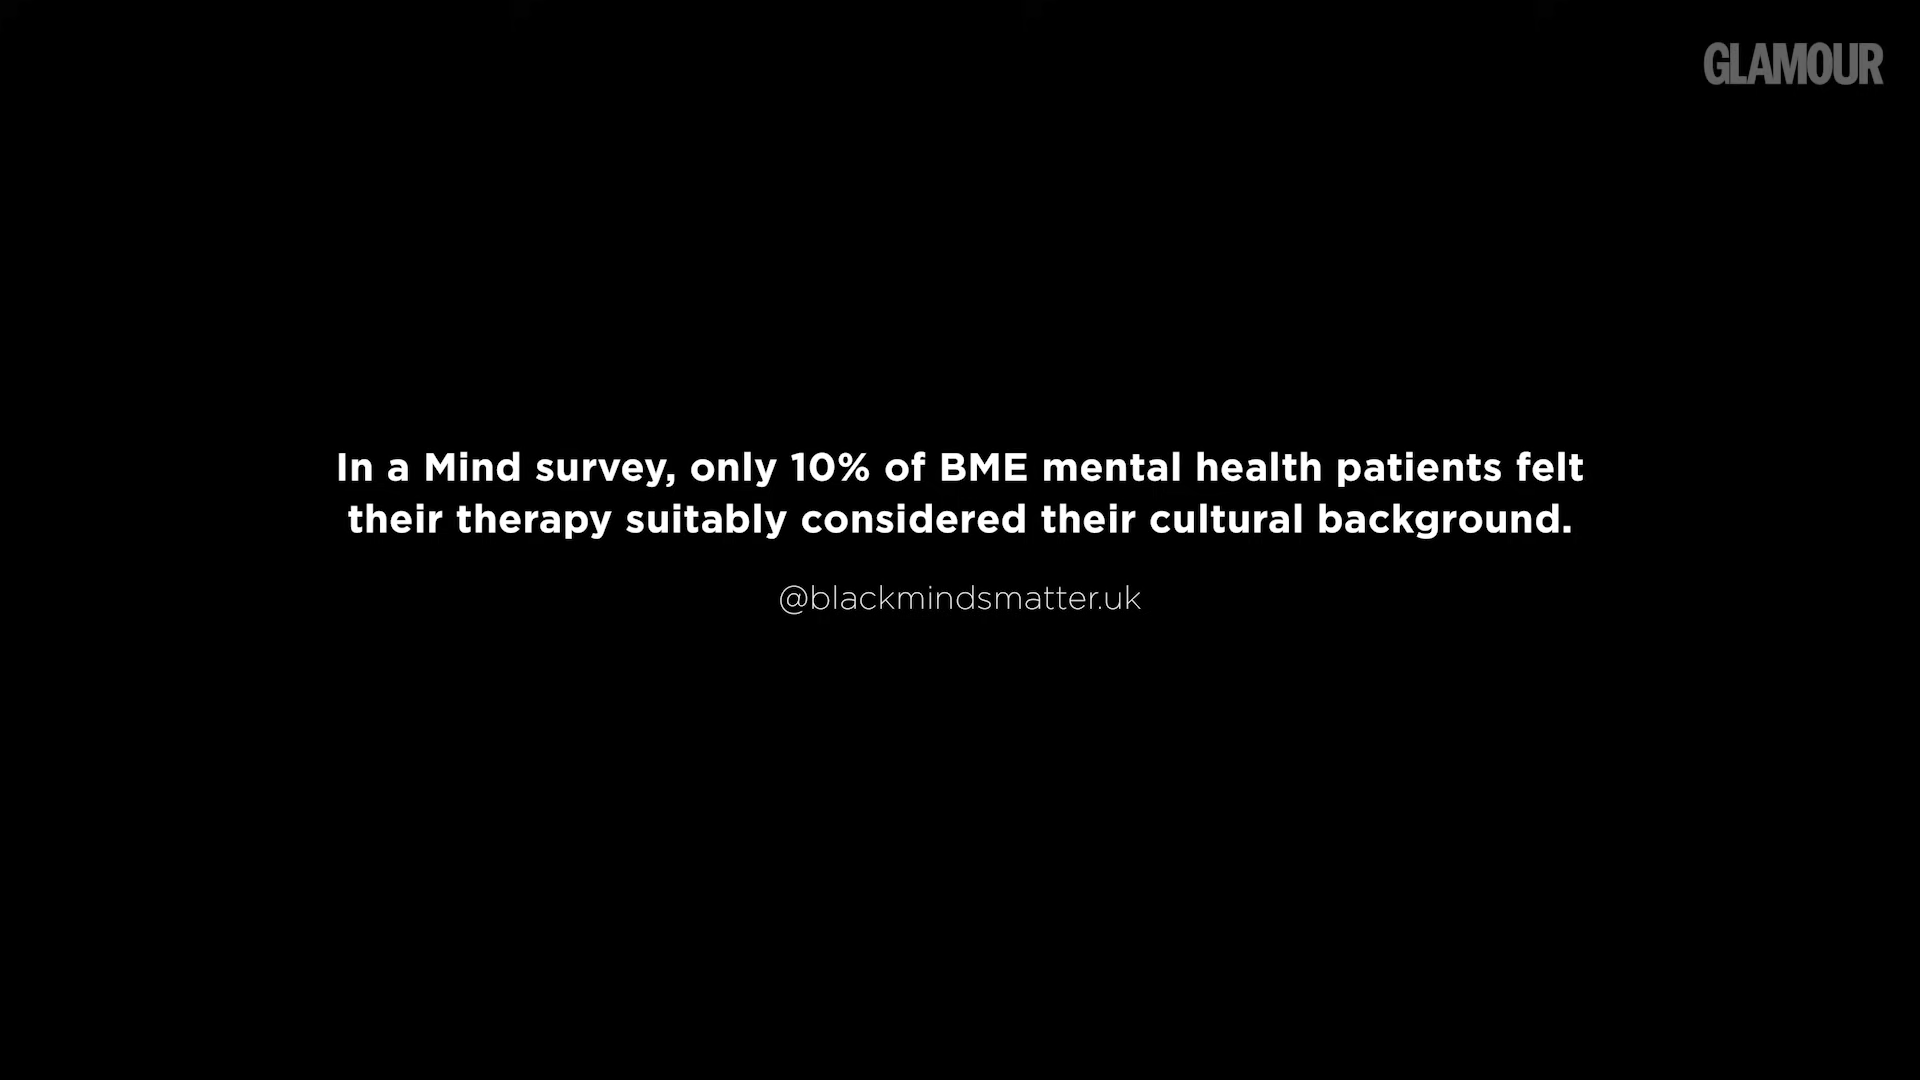 GLAMOUR
In a Mind survey, only 10% of BME mental health patients felt
their therapy suitably considered their cultural background.
@blackmindsmatter.uk